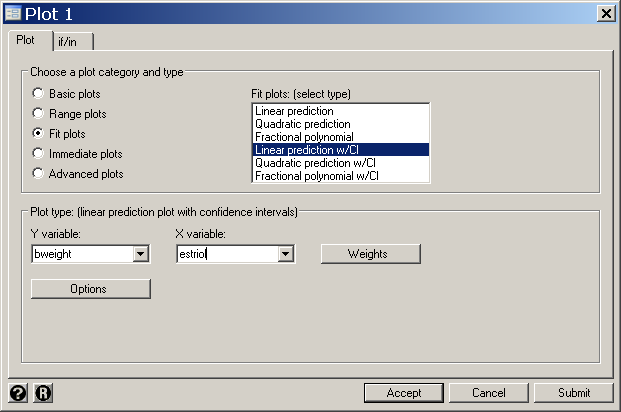 Plot 1
Plot
if/in
Choose a plot category and type
Basic plots
Range plots
Fit plots
Immediate plots
Advanced plots
Fit plots: (select type)
Linear prediction
Quadratic prediction
Fractional polynomial
Linear prediction w/CI
Quadratic prediction w/CI
Fractional polynomial w/CI
Plot type: (linear prediction plot with confidence intervals)
Y variable:
X variable:
bweight
estriol
Weights
Options
? R
Accept
Cancel
Submit